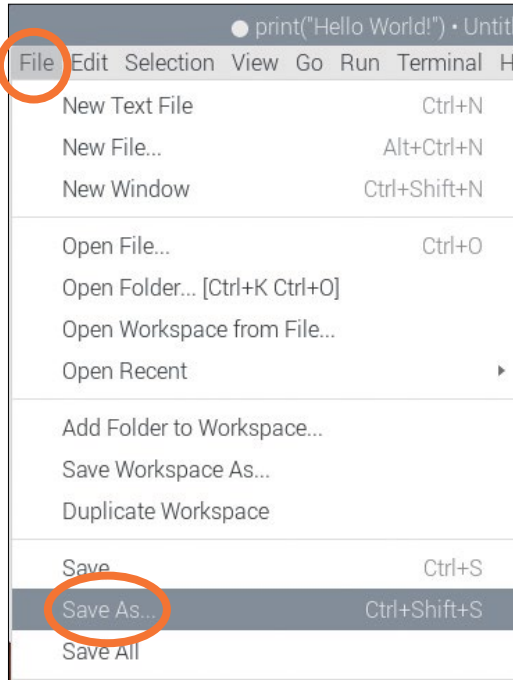 ● print("Hello World!") • Untit
File Edit Selection View Go Run Terminal H
New Text File Ctrl+N
New File... Alt+Ctrl+N
New Window Ctrl+Shift+N
Open File... Ctrl+O
Open Folder... [Ctrl+K Ctrl+O]
Open Workspace from File...
Open Recent
Add Folder to Workspace...
Save Workspace As...
Duplicate Workspace
Save Ctrl+S
Save As... Ctrl+Shift+S
Save All